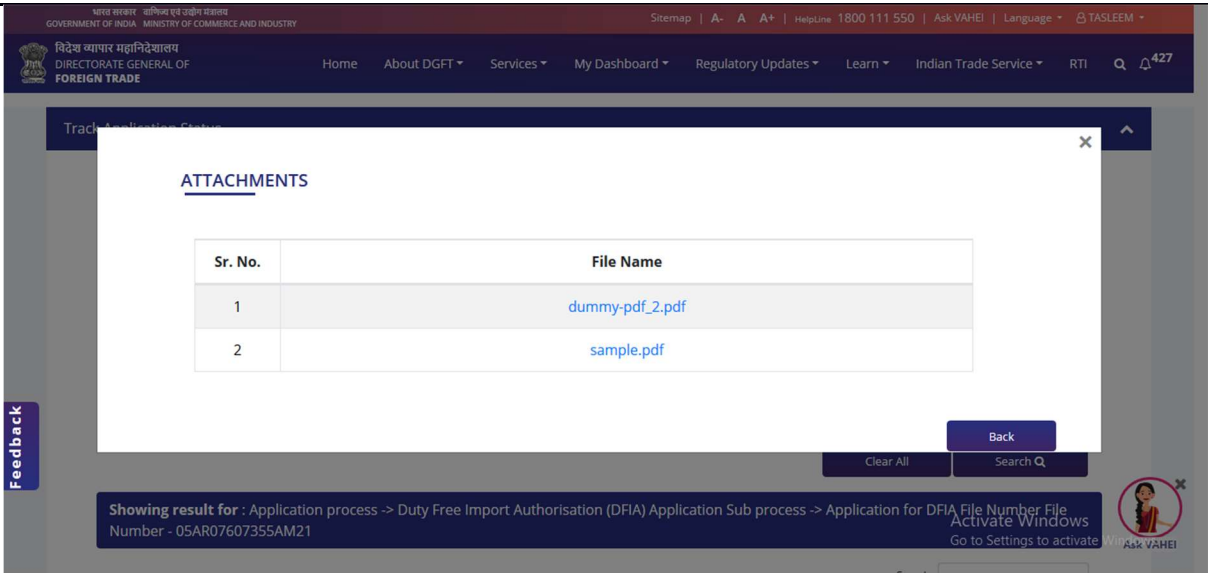 भारत सरकार वाणिज्य एवं उद्योग मंत्रालय
GOVERNMENT OF INDIA MINISTRY OF COMMERCE AND INDUSTRY
Sitemap | A- A A+ | HelpLine 1800 111 550 | Ask VAHEI | Language | TASLEEM
विदेश व्यापार महानिदेशालय
DIRECTORATE GENERAL OF
FOREIGN TRADE
Home About DGFT Services My Dashboard Regulatory Updates Learn Indian Trade Service RTI 427
Track Application Status
×
ATTACHMENTS
Sr. No. File Name
1 dummy-pdf_2.pdf
2 sample.pdf
Back
Feedback
Clear All Search
Showing result for : Application process -> Duty Free Import Authorisation (DFIA) Application Sub process -> Application for DFIA File Number File
Number - 05AR07607355AM21
Activate Windows
Go to Settings to activate Windows
Ask VAHEI